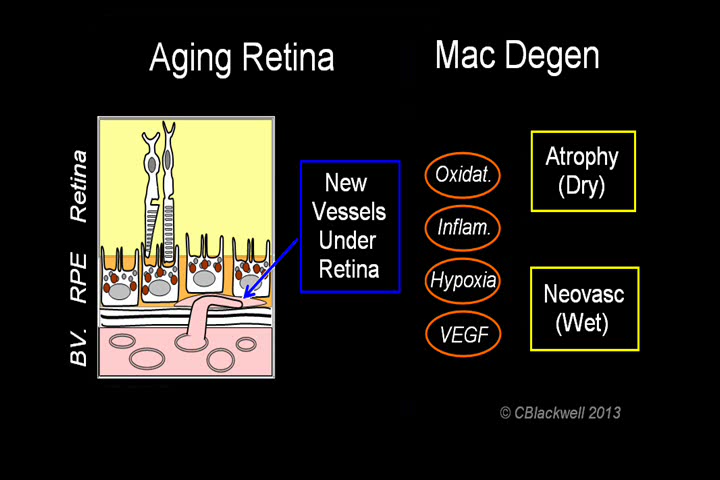 Aging Retina
Mac Degen
Retina
RPE
BV.
New
Vessels
Under
Retina
Oxidat.
Inflam.
Hypoxia
VEGF
Atrophy
(Dry)
Neovasc
(Wet)
© CBlackwell 2013